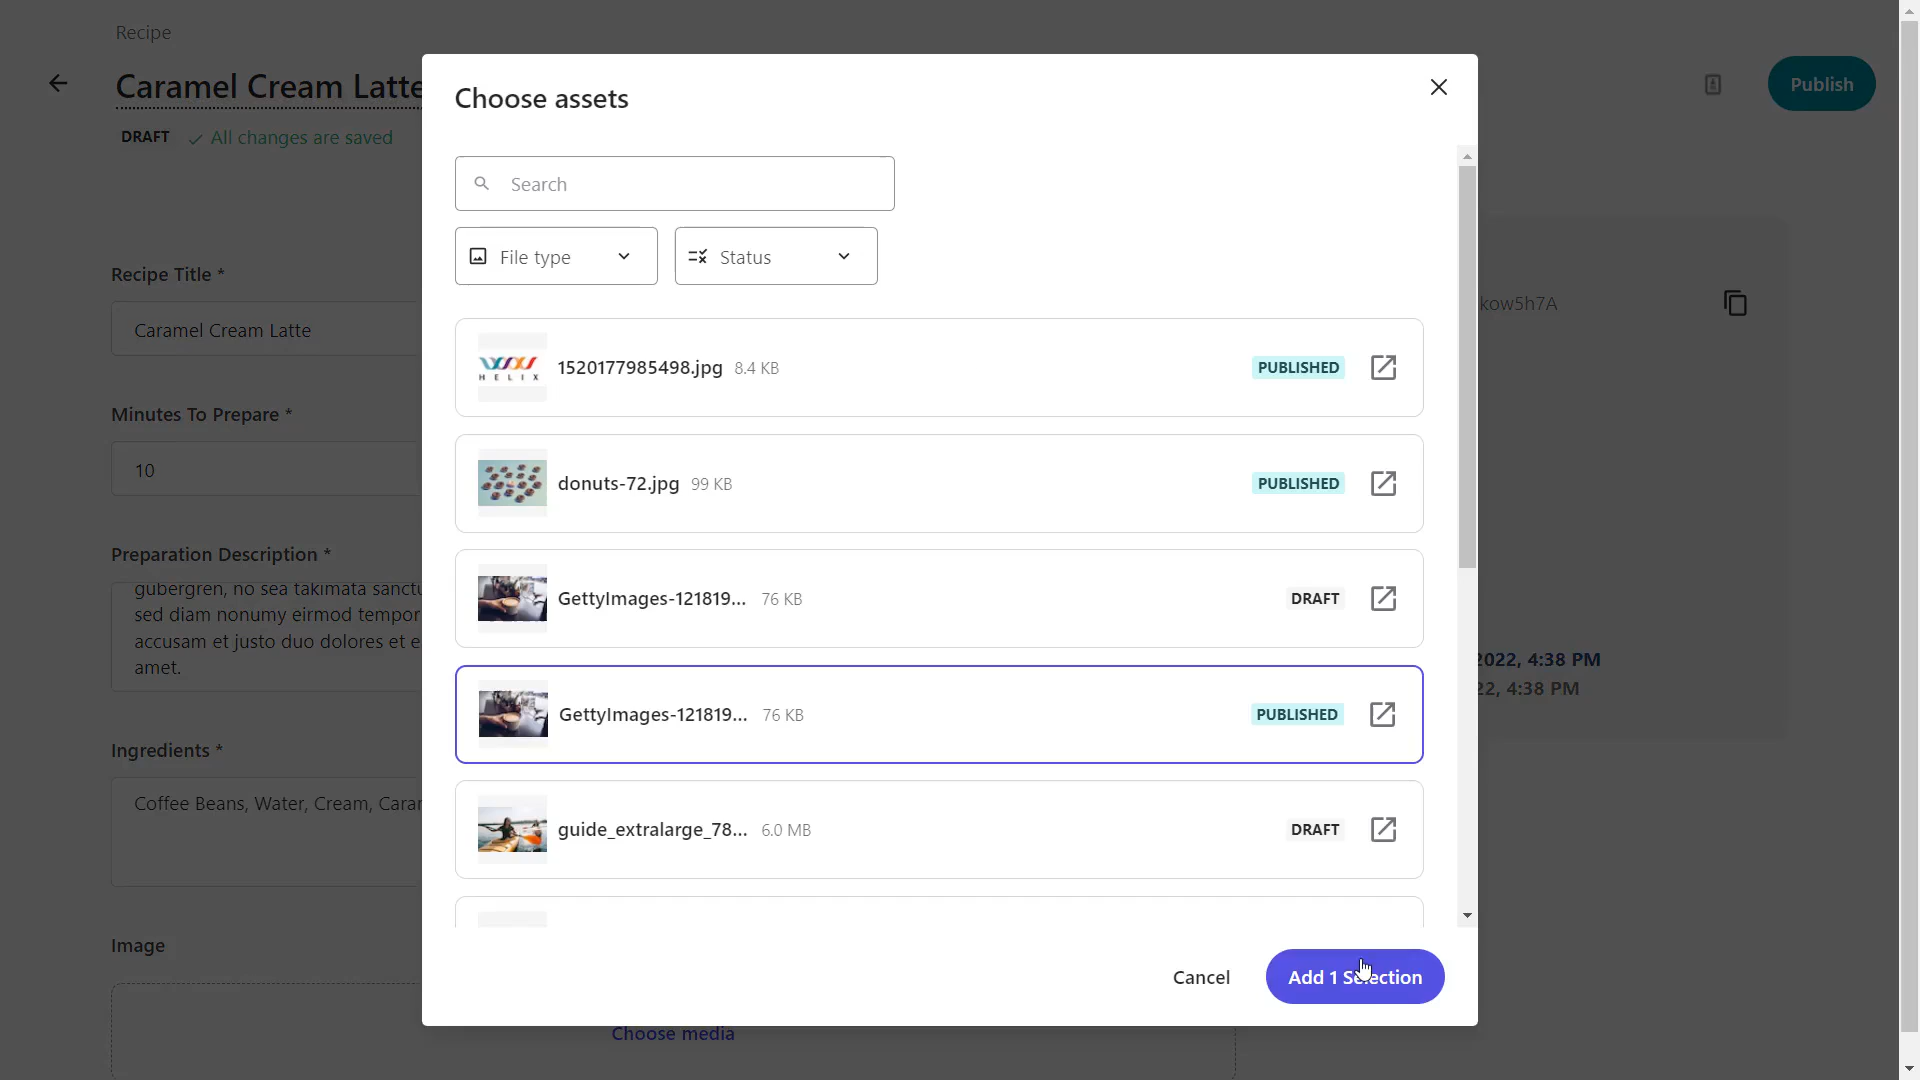 Recipe
Caramel Cream Latte
DRAFT ✓ All changes are saved
Publish
Recipe Title *
Caramel Cream Latte
Minutes To Prepare *
10
Preparation Description *
gubergren, no sea takimata
sed diam nonumy eirmod tempor
accusam et justo duo dolores et
amet.
Ingredients *
Coffee Beans, Water, Cream,
Image
Choose media
Choose assets
Search
File type
Status
HELIX
1520177985498.jpg 8.4 KB PUBLISHED
donuts-72.jpg 99 KB PUBLISHED
GettyImages-121819... 76 KB DRAFT
GettyImages-121819... 76 KB PUBLISHED
guide_extralarge_78... 6.0 MB DRAFT
Cancel
Add 1 Selection
kow5h7A
2022, 4:38 PM
22, 4:38 PM